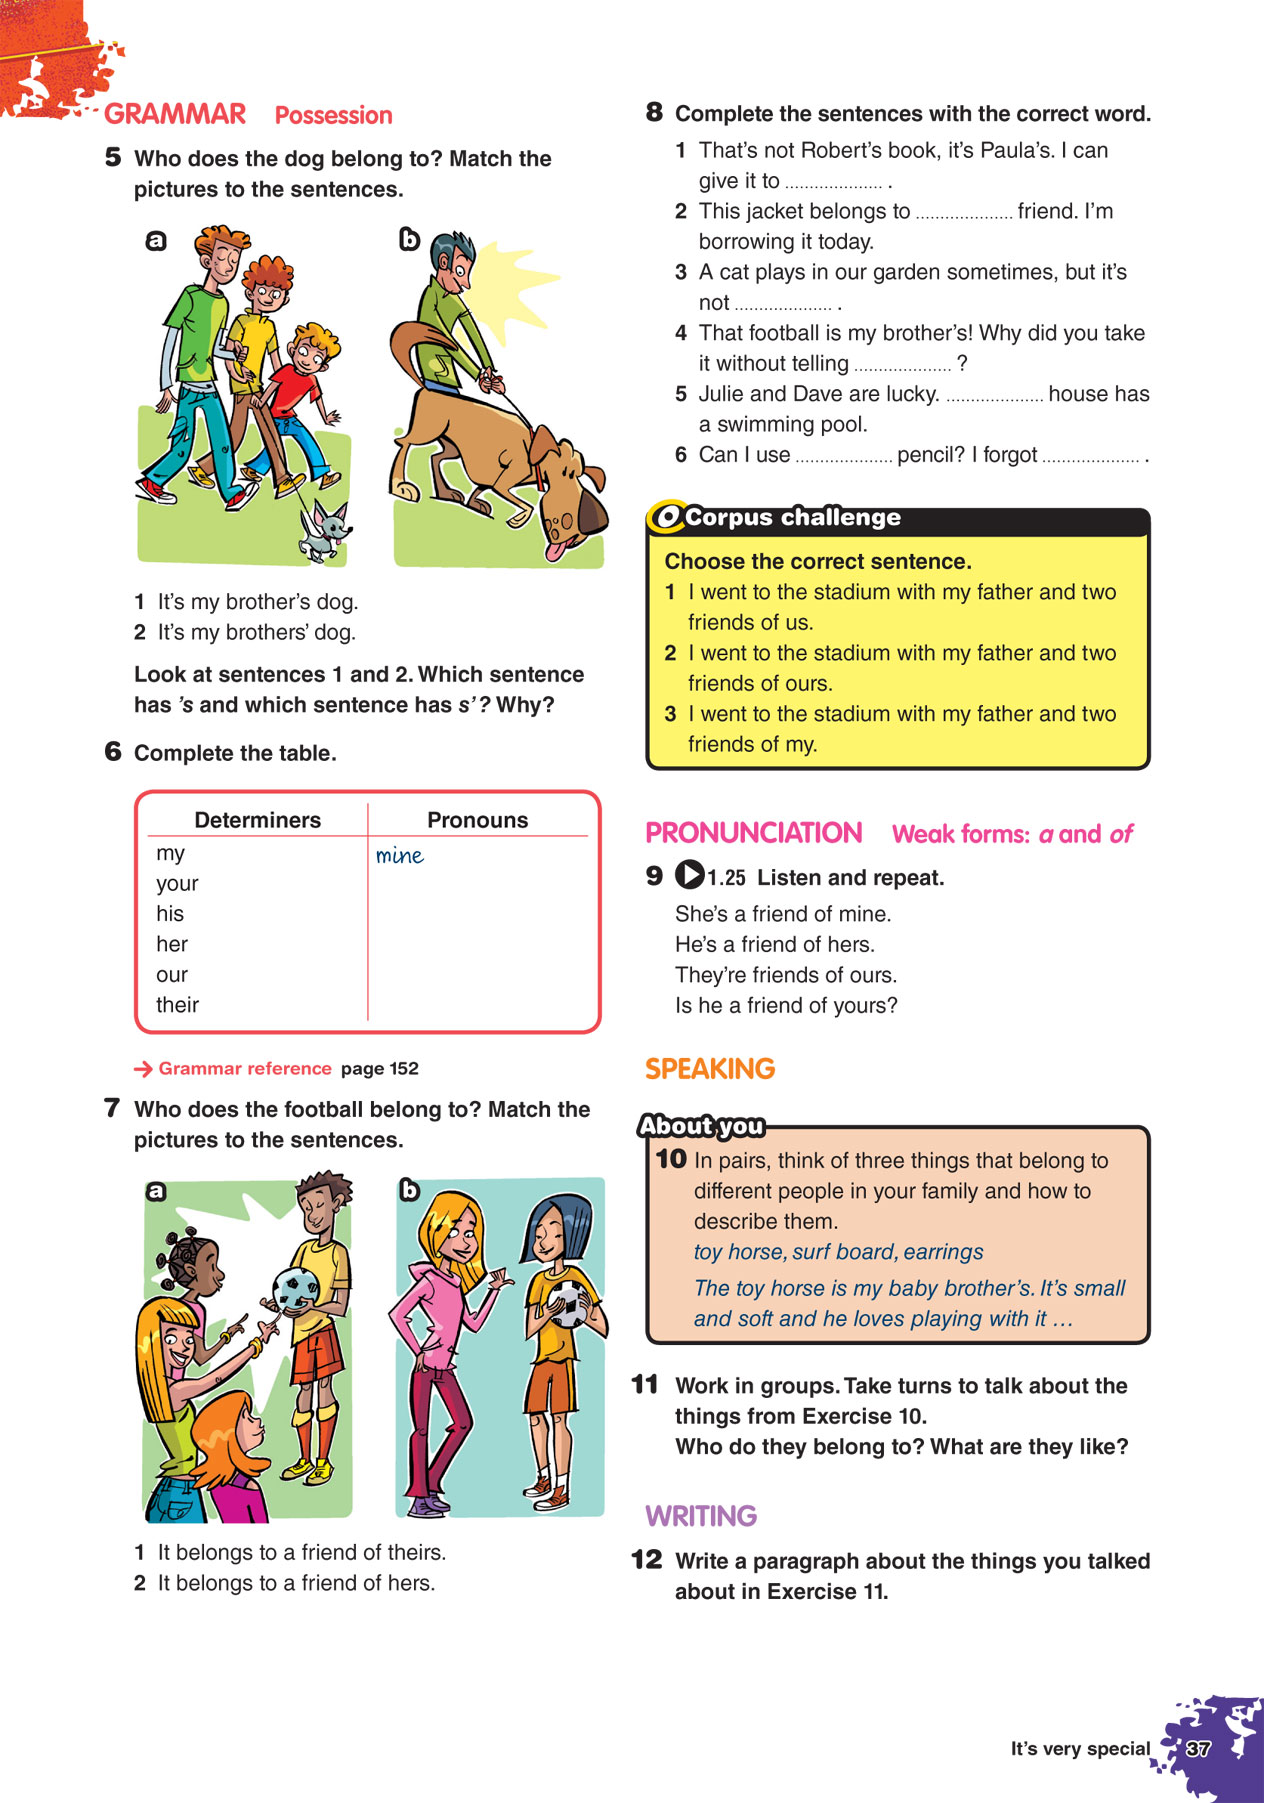 GRAMMAR Possession
5 Who does the dog belong to? Match the
pictures to the sentences.
a
b
1 It's my brother's dog.
2 It's my brothers' dog.
Look at sentences 1 and 2. Which sentence
has 's and which sentence has s'? Why?
6 Complete the table.
Determiners Pronouns
my mine
your
his
her
our
their
→ Grammar reference page 152
7 Who does the football belong to? Match the
pictures to the sentences.
a
b
1 It belongs to a friend of theirs.
2 It belongs to a friend of hers.
8 Complete the sentences with the correct word.
1 That's not Robert's book, it's Paula's. I can
give it to .................... .
2 This jacket belongs to .................... friend. I'm
borrowing it today.
3 A cat plays in our garden sometimes, but it's
not .................... .
4 That football is my brother's! Why did you take
it without telling .................... ?
5 Julie and Dave are lucky. .................... house has
a swimming pool.
6 Can I use .................... pencil? I forgot .................... .
Corpus challenge
Choose the correct sentence.
1 I went to the stadium with my father and two
friends of us.
2 I went to the stadium with my father and two
friends of ours.
3 I went to the stadium with my father and two
friends of my.
PRONUNCIATION Weak forms: a and of
9 1.25 Listen and repeat.
She's a friend of mine.
He's a friend of hers.
They're friends of ours.
Is he a friend of yours?
SPEAKING
About you
10 In pairs, think of three things that belong to
different people in your family and how to
describe them.
toy horse, surf board, earrings
The toy horse is my baby brother's. It's small
and soft and he loves playing with it ...
11 Work in groups. Take turns to talk about the
things from Exercise 10.
Who do they belong to? What are they like?
WRITING
12 Write a paragraph about the things you talked
about in Exercise 11.
It's very special 37